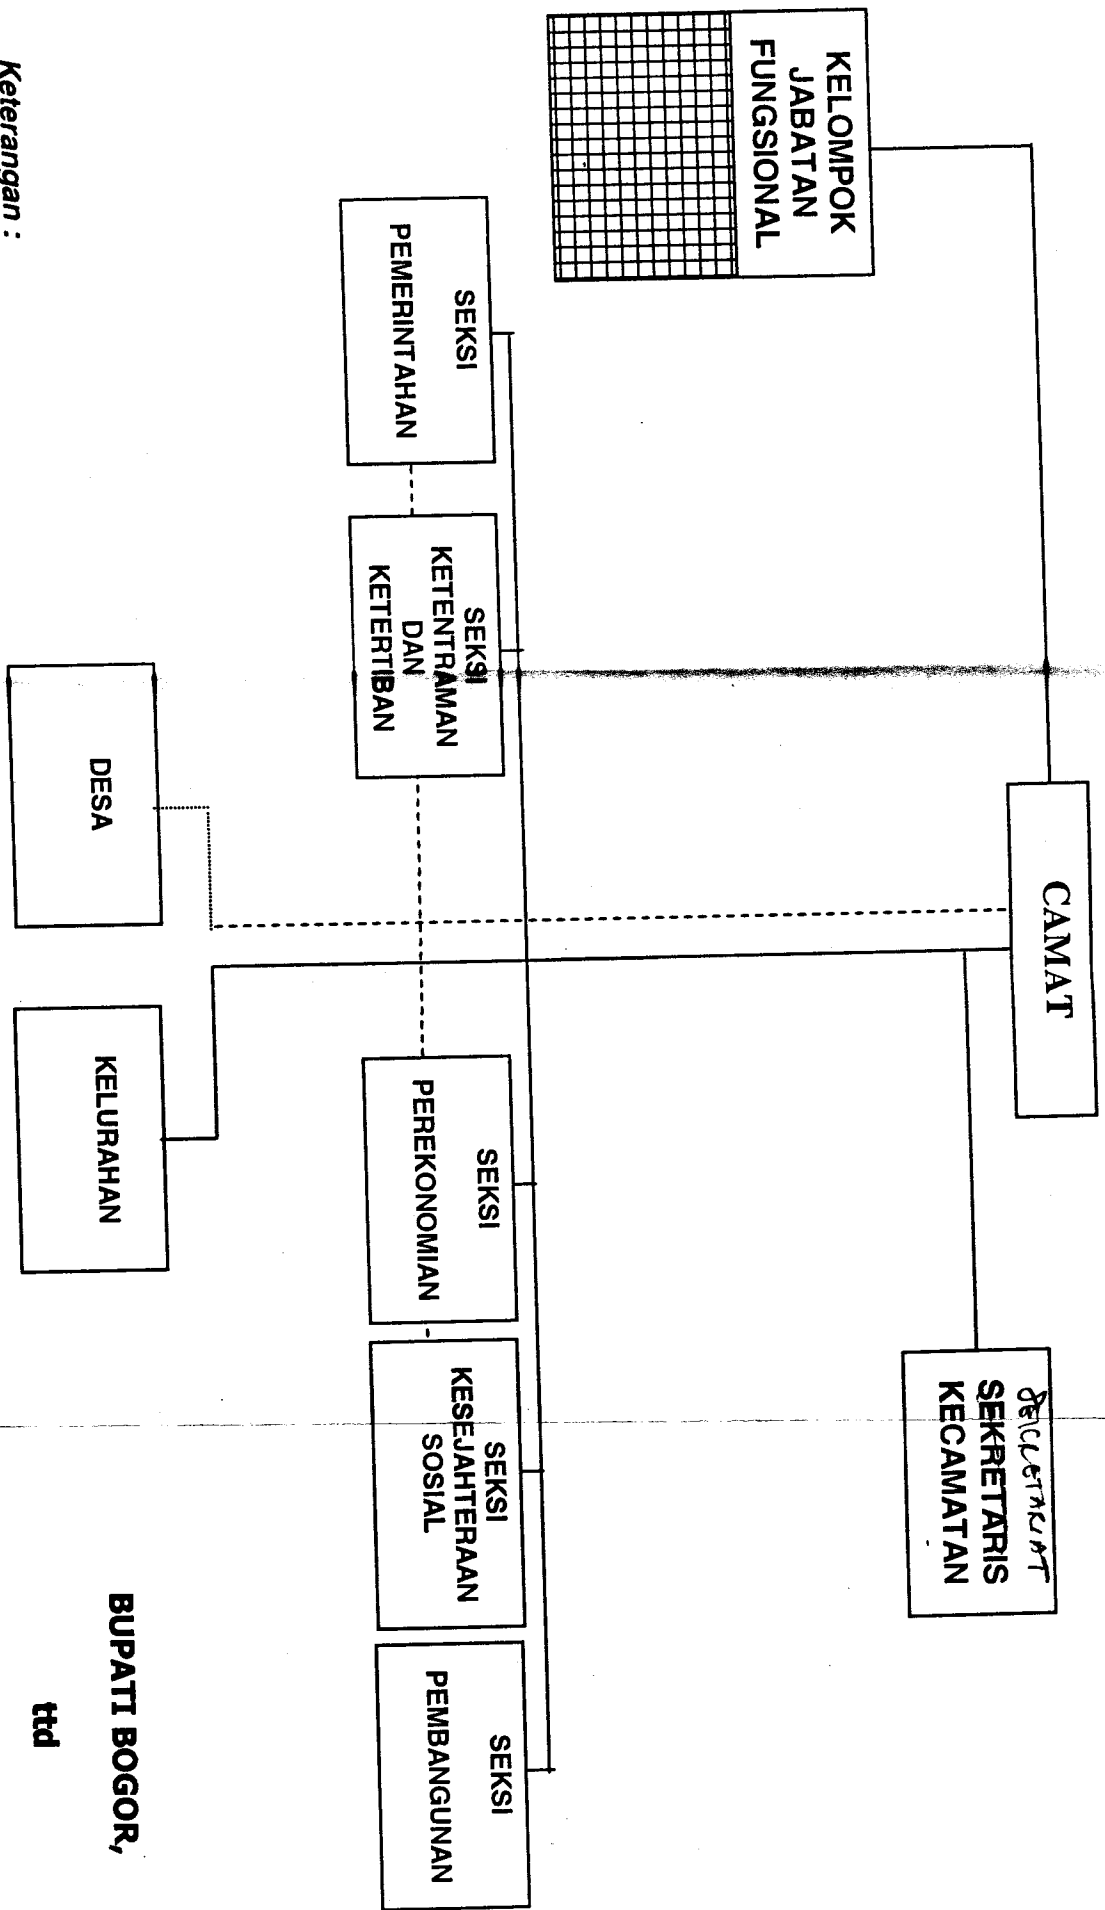 CAMAT
SEKRETARIAT
SEKRETARIS
KECAMATAN
KELOMPOK
JABATAN
FUNGSIONAL
SEKSI
PEMERINTAHAN
SEKSI
KETENTRAMAN
DAN
KETERTIBAN
SEKSI
PEREKONOMIAN
SEKSI
KESEJAHTERAAN
SOSIAL
SEKSI
PEMBANGUNAN
DESA
KELURAHAN
BUPATI BOGOR,
ttd
Keterangan :